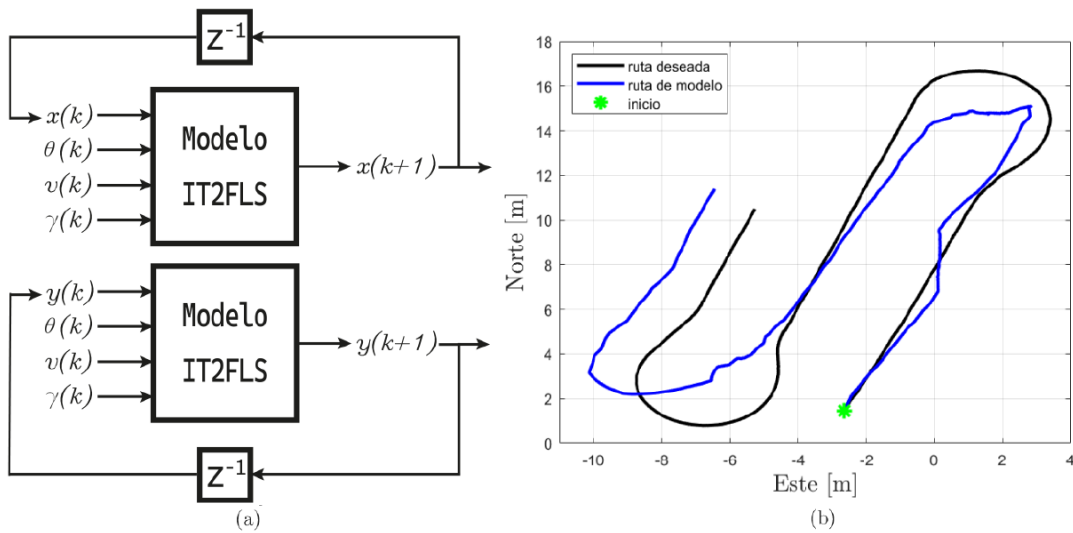 Z⁻¹
x(k)
θ(k)
υ(k)
γ(k)
Modelo
IT2FLS
x(k+1)
y(k)
θ(k)
υ(k)
γ(k)
Modelo
IT2FLS
y(k+1)
Z⁻¹
(a)
(b)
ruta deseada
ruta de modelo
inicio
Norte [m]
18
16
14
12
10
8
6
4
2
0
-10 -8 -6 -4 -2 0 2 4
Este [m]
(b)